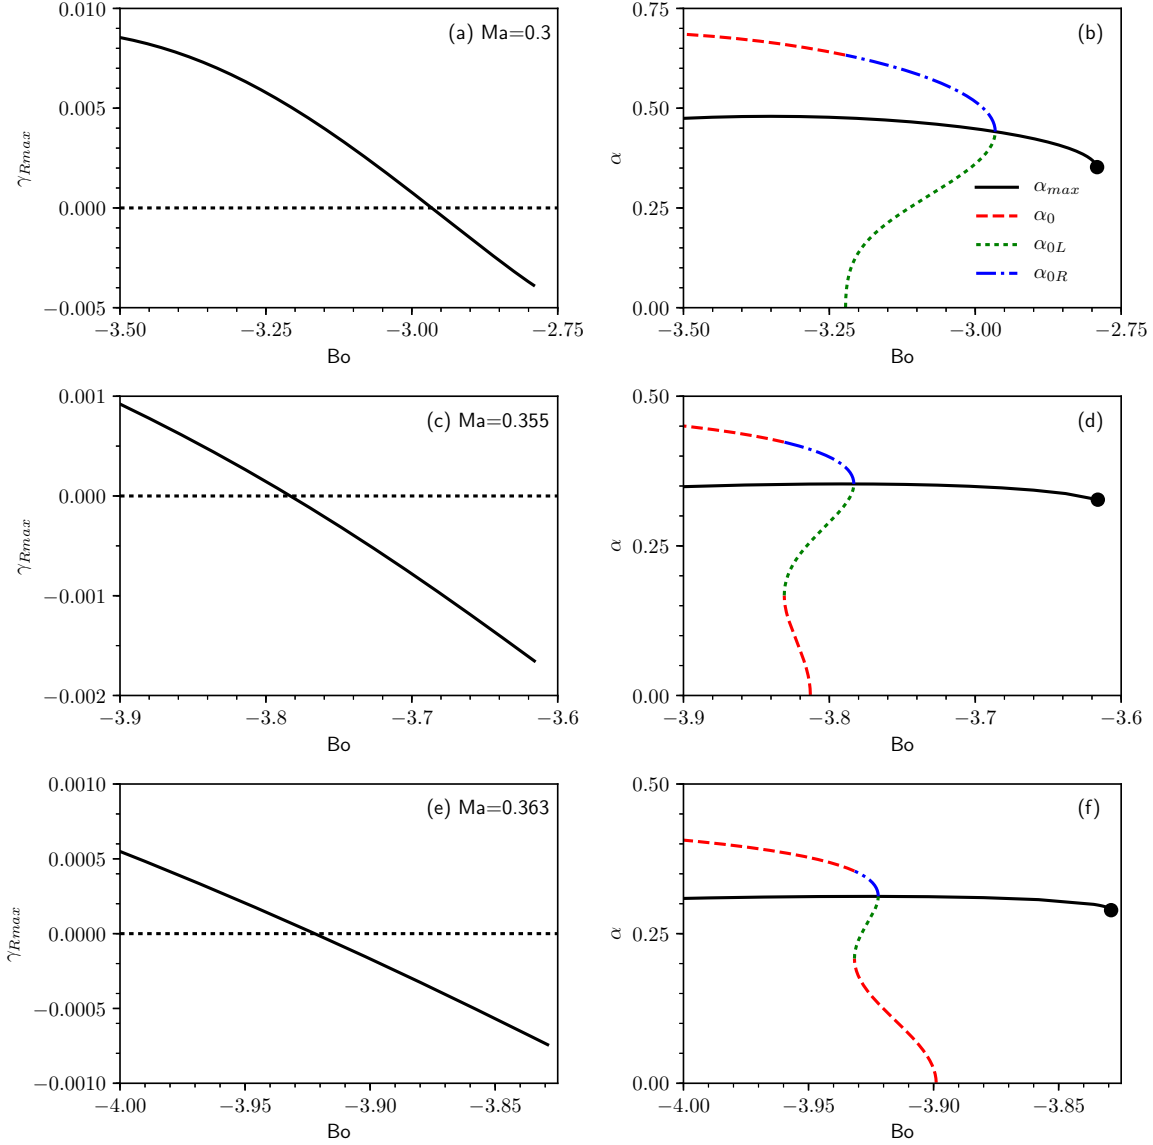 0.010
0.005
0.000
−0.005
γRmax
(a) Ma=0.3
−3.50 −3.25 −3.00 −2.75
Bo
0.75
0.50
0.25
0.00
α
(b)
αmax
α0
α0L
α0R
−3.50 −3.25 −3.00 −2.75
Bo
0.001
0.000
−0.001
−0.002
γRmax
(c) Ma=0.355
−3.9 −3.8 −3.7 −3.6
Bo
0.50
0.25
0.00
α
(d)
−3.9 −3.8 −3.7 −3.6
Bo
0.0010
0.0005
0.0000
−0.0005
−0.0010
γRmax
(e) Ma=0.363
−4.00 −3.95 −3.90 −3.85
Bo
0.50
0.25
0.00
α
(f)
−4.00 −3.95 −3.90 −3.85
Bo